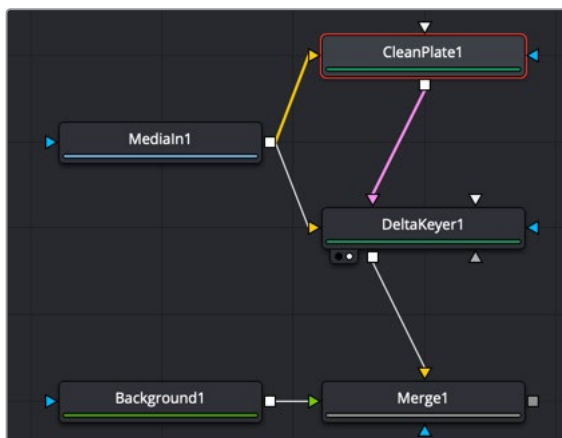 CleanPlate1
MediaIn1
DeltaKeyer1
Background1
Merge1